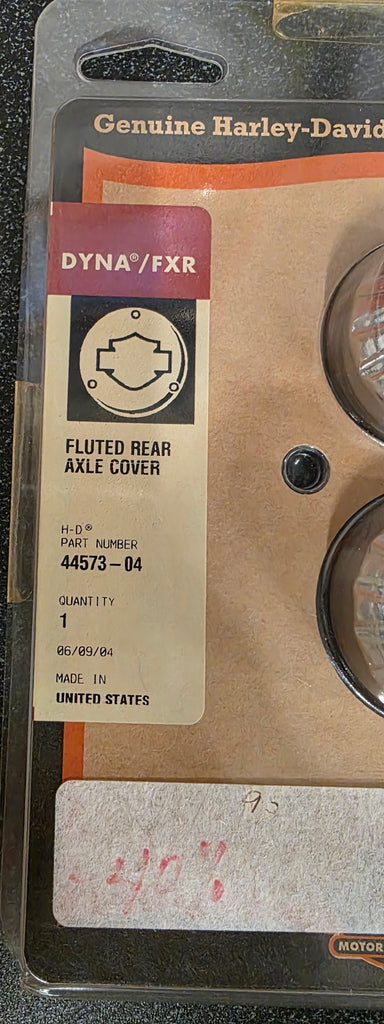 Genuine Harley-David
DYNA®/FXR
FLUTED REAR
AXLE COVER
H-D®
PART NUMBER
44573-04
QUANTITY
1
06/09/04
MADE IN
UNITED STATES
40%
MOTOR